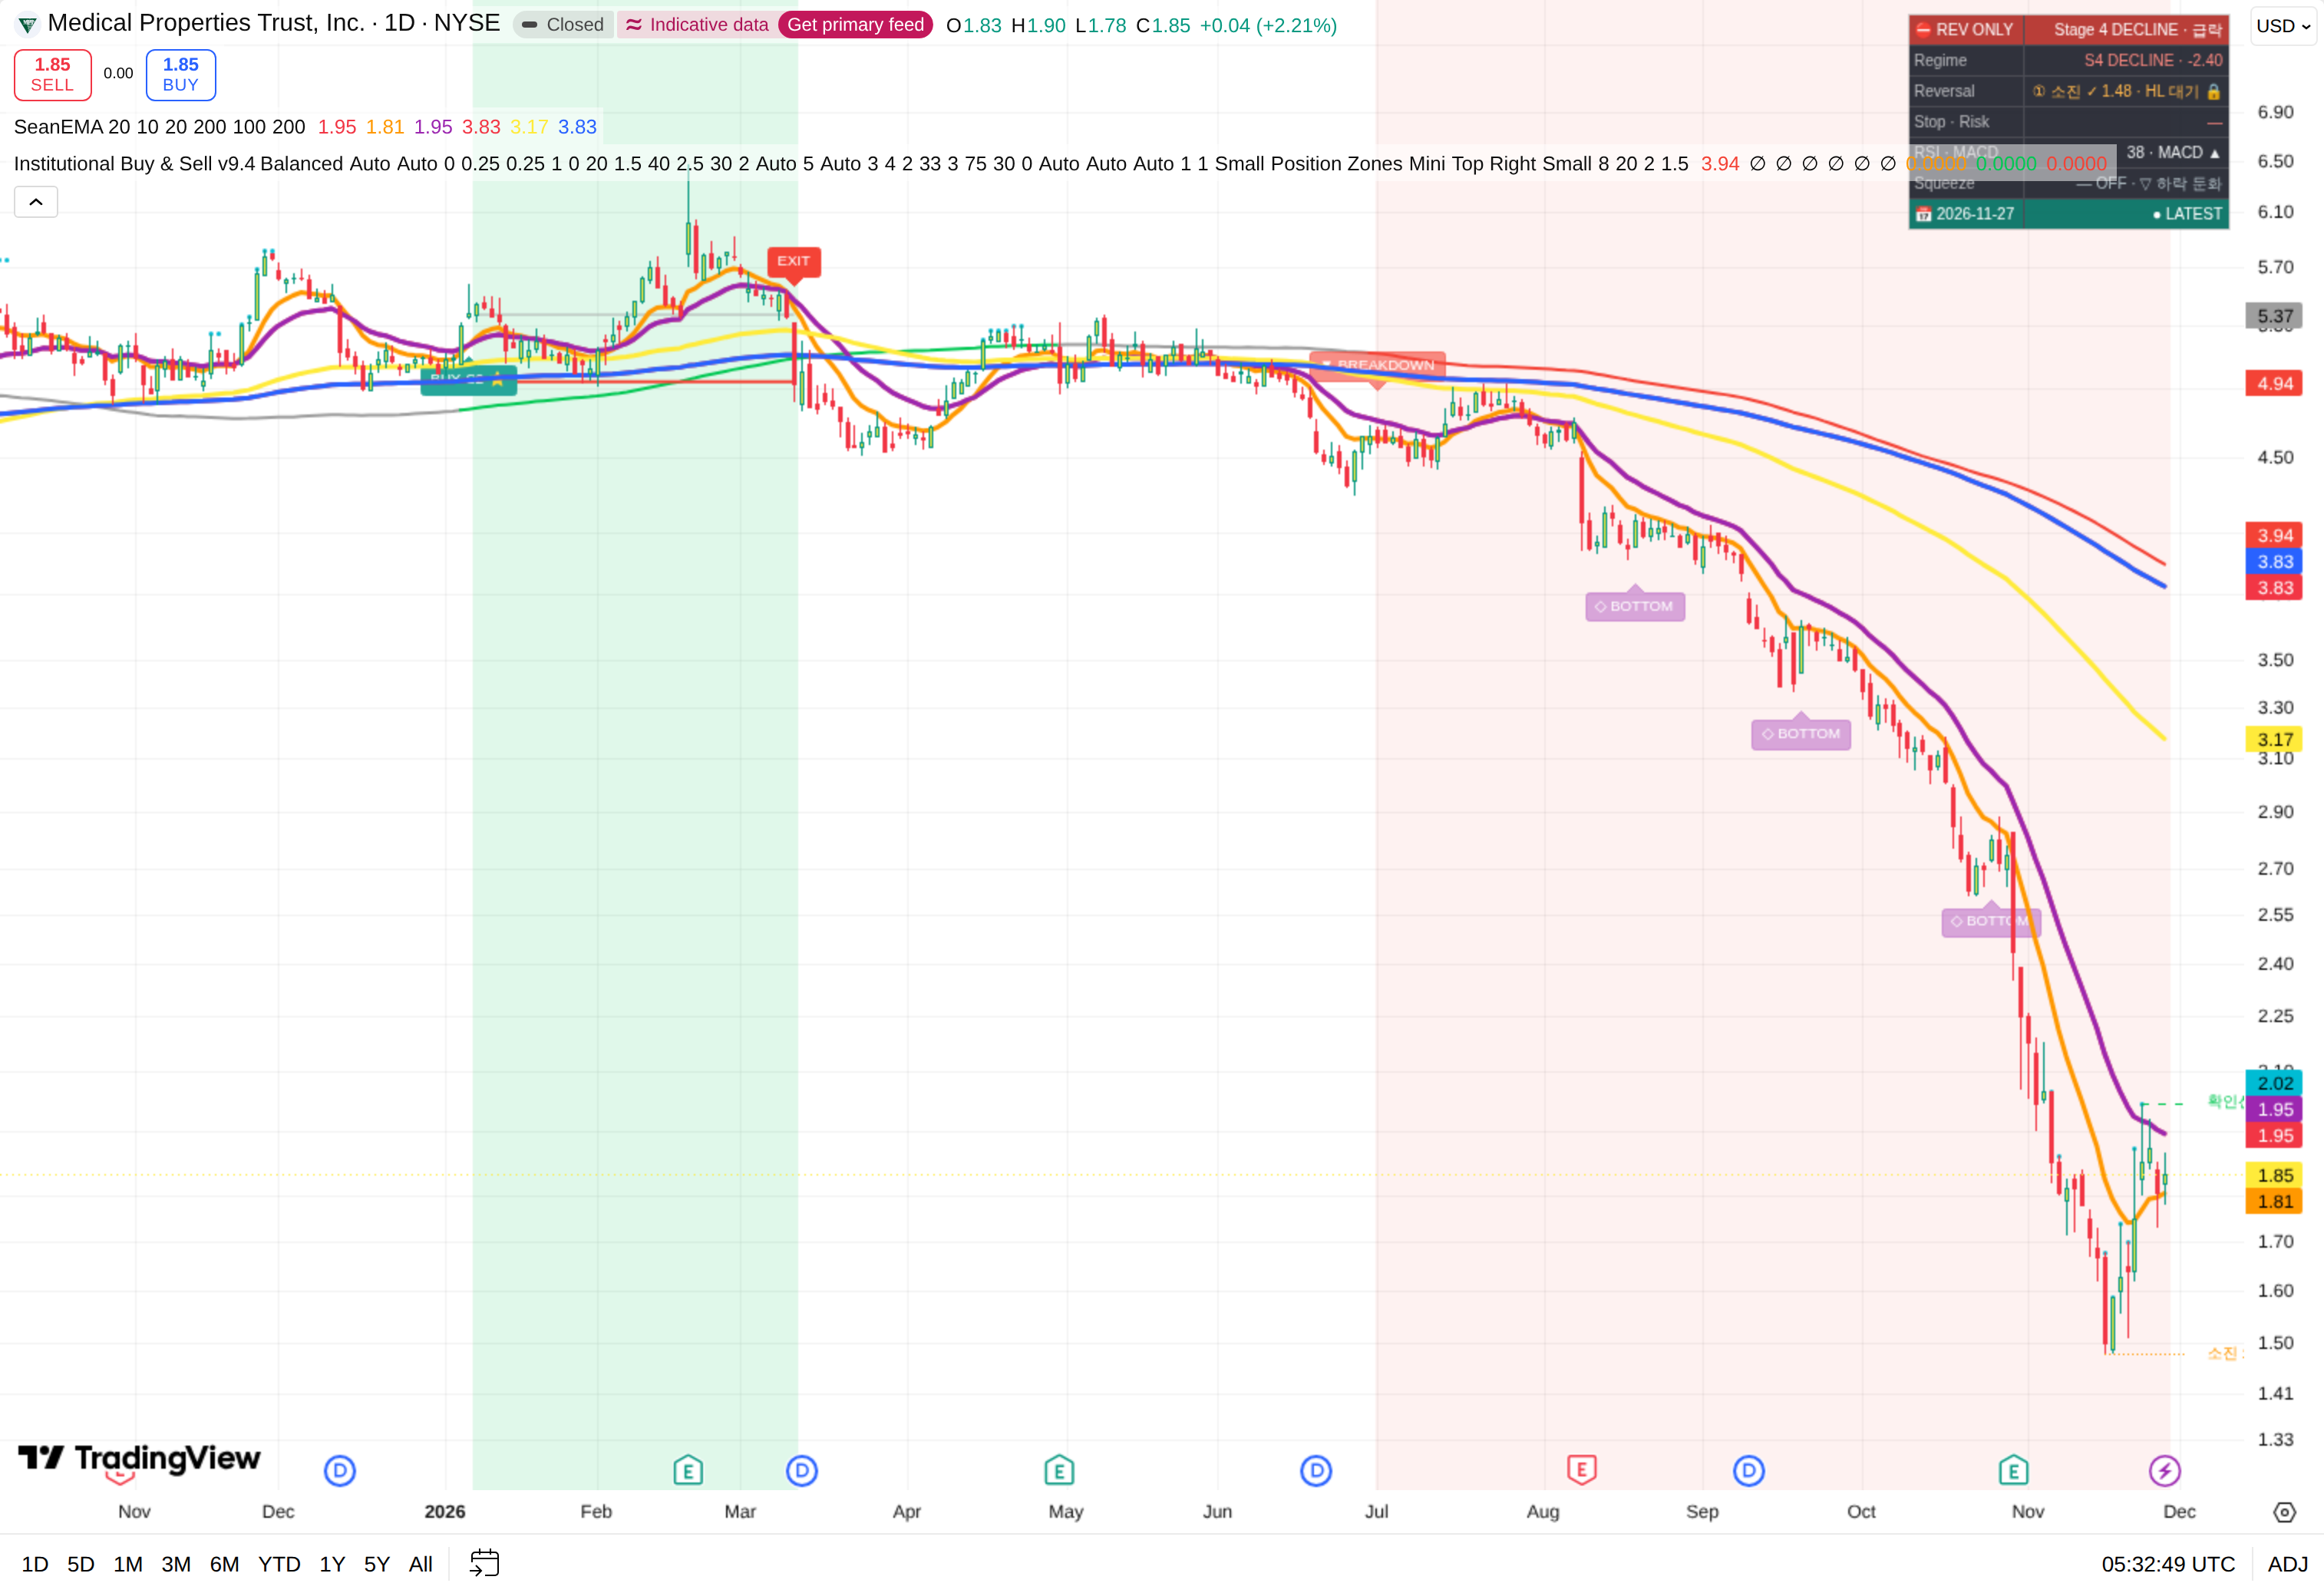 Medical Properties Trust, Inc. · 1D · NYSE Closed Indicative data Get primary feed O1.83 H1.90 L1.78 C1.85 +0.04 (+2.21%)
1.85 SELL 0.00 1.85 BUY
SeanEMA 20 10 20 200 100 200 1.95 1.81 1.95 3.83 3.17 3.83
Institutional Buy & Sell v9.4 Balanced Auto Auto 0 0.25 0.25 1 0 20 1.5 40 2.5 30 2 Auto 5 Auto 3 4 2 33 3 75 30 0 Auto Auto Auto 1 1 Small Position Zones Mini Top Right Small 8 20 2 1.5 3.94 ∅ ∅ ∅ ∅ ∅ ∅ 0.0000 0.0000 0.0000
⛔ REV ONLY Stage 4 DECLINE · 급락
Regime S4 DECLINE · -2.40
Reversal ① 소진 ✓ 1.48 · HL 대기 🔒
Stop · Risk —
RSI · MACD 38 · MACD ▲
Squeeze — OFF · ▽ 하락 둔화
📅 2026-11-27 ● LATEST
USD
6.90
6.50
6.10
5.70
5.37
4.94
4.50
3.94
3.83
3.83
3.50
3.30
3.17
3.10
2.90
2.70
2.55
2.40
2.25
2.02
1.95
1.95
1.85
1.81
1.70
1.60
1.50
1.41
1.33
EXIT
BREAKDOWN
◇ BOTTOM
◇ BOTTOM
◇ BOTTOM
소진
TradingView
D E D E D E D E
Nov Dec 2026 Feb Mar Apr May Jun Jul Aug Sep Oct Nov Dec
1D 5D 1M 3M 6M YTD 1Y 5Y All 05:32:49 UTC ADJ